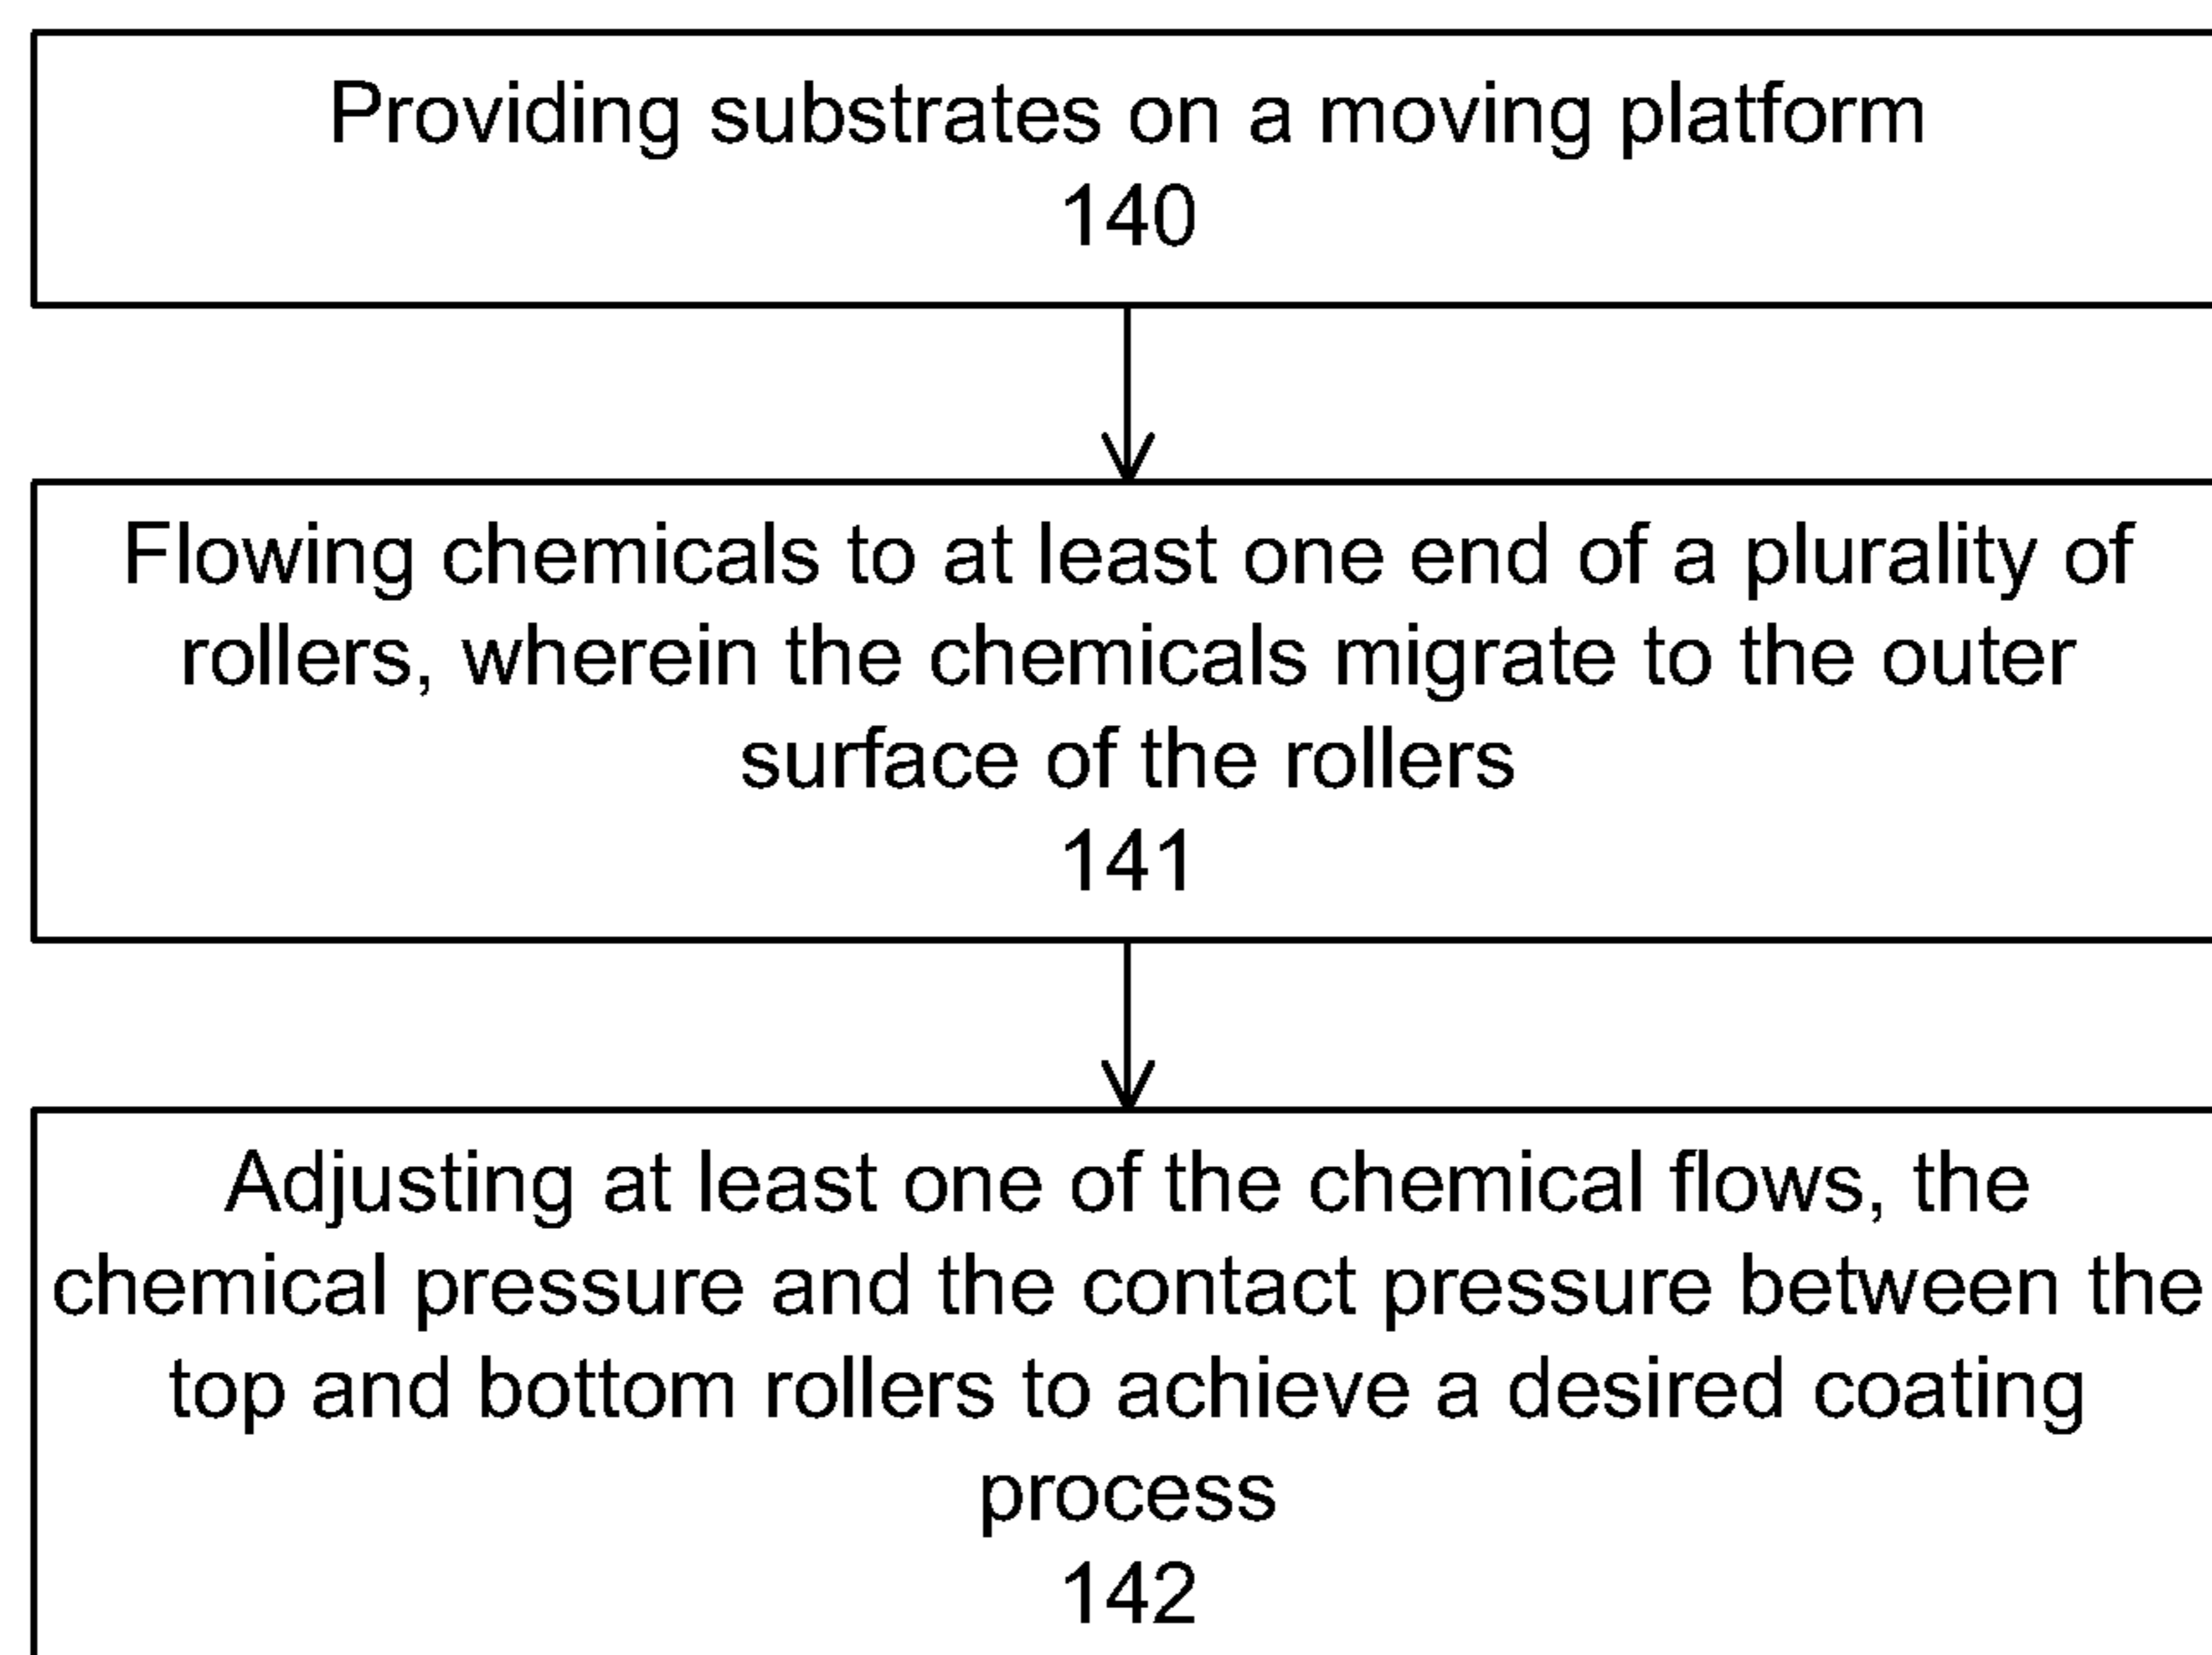 Providing substrates on a moving platform
140
Flowing chemicals to at least one end of a plurality of
rollers, wherein the chemicals migrate to the outer
surface of the rollers
141
Adjusting at least one of the chemical flows, the
chemical pressure and the contact pressure between the
top and bottom rollers to achieve a desired coating
process
142